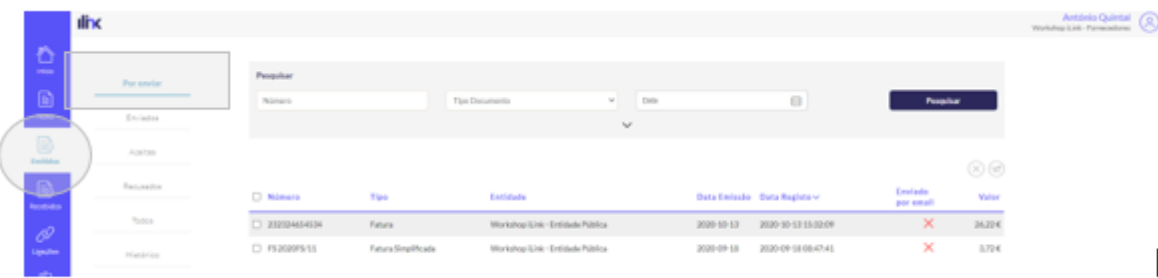 ilink
António Quintal
Workshop iLink - Fornecedores
Início
Emitidos
Recebidos
Ligações
Por enviar
Enviados
Aceites
Recusados
Todos
Histórico
Pesquisar
Número
Tipo Documento
Date
Pesquisar
Número Tipo Entidade Data Emissão Data Registo Enviado por email Valor
232324654534 Fatura Workshop iLink - Entidade Pública 2020-10-13 2020-10-13 15:32:09 26,22 €
FS 2020FS/11 Fatura Simplificada Workshop iLink - Entidade Pública 2020-09-18 2020-09-18 08:47:41 3,72 €